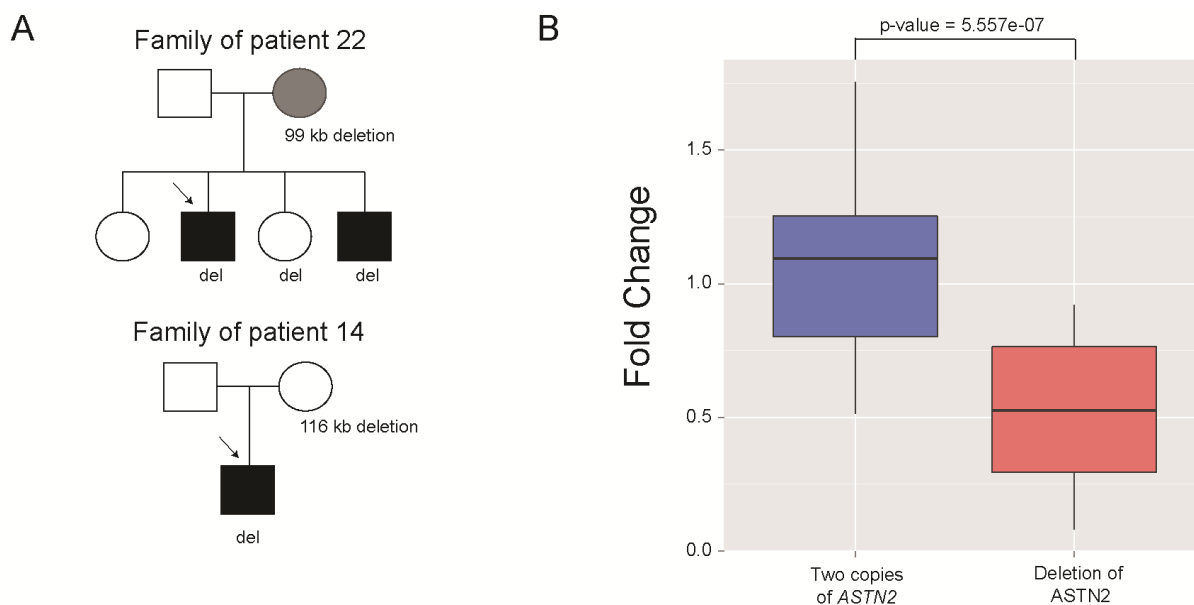 A
Family of patient 22
99 kb deletion
del
del
del
Family of patient 14
116 kb deletion
del
B
p-value = 5.557e-07
Fold Change
1.5
1.0
0.5
0.0
Two copies
of ASTN2
Deletion of
ASTN2